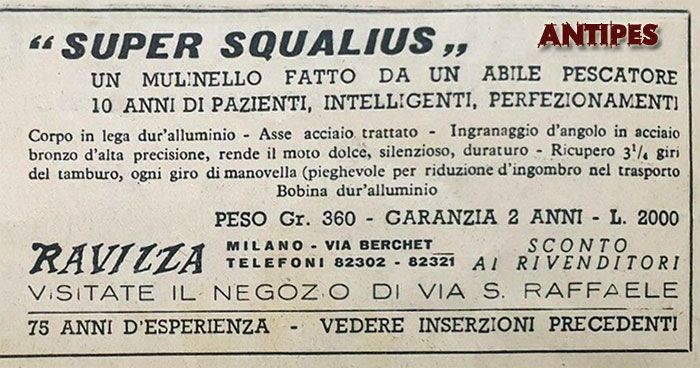 ANTIPES
“ SUPER SQUALIUS „
UN MULINELLO FATTO DA UN ABILE PESCATORE
10 ANNI DI PAZIENTI, INTELLIGENTI, PERFEZIONAMENTI
Corpo in lega dur'alluminio - Asse acciaio trattato - Ingranaggio d'angolo in acciaio
bronzo d'alta precisione, rende il moto dolce, silenzioso, duraturo - Ricupero 3¼ giri
del tamburo, ogni giro di manovella (pieghevole per riduzione d'ingombro nel trasporto
Bobina dur'alluminio
PESO Gr. 360 - GARANZIA 2 ANNI - L. 2000
RAVIZZA
MILANO - VIA BERCHET
TELEFONI 82302 - 82321
SCONTO
AI RIVENDITORI
VISITATE IL NEGOZIO DI VIA S. RAFFAELE
75 ANNI D'ESPERIENZA - VEDERE INSERZIONI PRECEDENTI